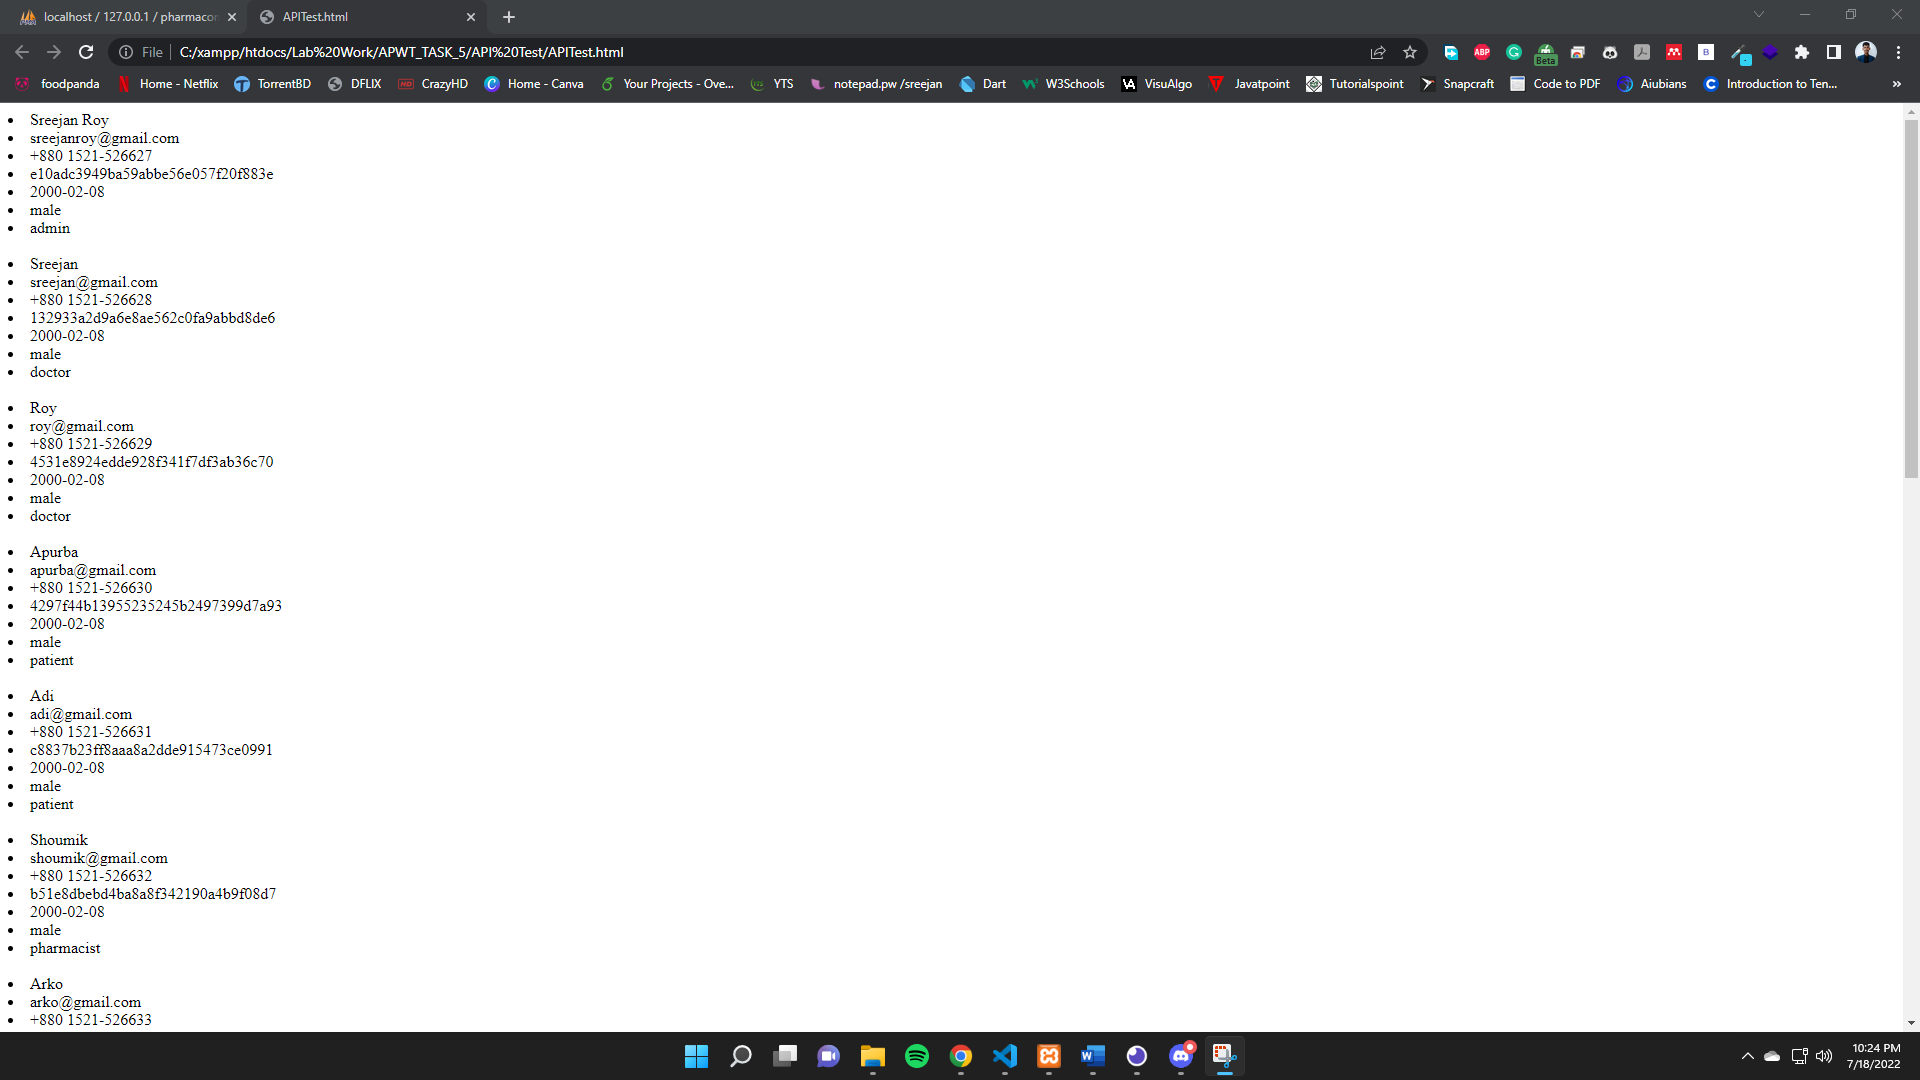 localhost / 127.0.0.1 / pharmacon
APITest.html
File
C:/xampp/htdocs/Lab%20Work/APWT_TASK_5/API%20Test/APITest.html
ABP
Beta
foodpanda
Home - Netflix
TorrentBD
DFLIX
CrazyHD
Home - Canva
Your Projects - Ove...
YTS
notepad.pw /sreejan
Dart
W3Schools
VisuAlgo
Javatpoint
Tutorialspoint
Snapcraft
Code to PDF
Aiubians
Introduction to Ten...
»
Sreejan Roy
sreejanroy@gmail.com
+880 1521-526627
e10adc3949ba59abbe56e057f20f883e
2000-02-08
male
admin
Sreejan
sreejan@gmail.com
+880 1521-526628
132933a2d9a6e8ae562c0fa9abbd8de6
2000-02-08
male
doctor
Roy
roy@gmail.com
+880 1521-526629
4531e8924edde928f341f7df3ab36c70
2000-02-08
male
doctor
Apurba
apurba@gmail.com
+880 1521-526630
4297f44b13955235245b2497399d7a93
2000-02-08
male
patient
Adi
adi@gmail.com
+880 1521-526631
c8837b23ff8aaa8a2dde915473ce0991
2000-02-08
male
patient
Shoumik
shoumik@gmail.com
+880 1521-526632
b51e8dbebd4ba8a8f342190a4b9f08d7
2000-02-08
male
pharmacist
Arko
arko@gmail.com
+880 1521-526633
10:24 PM
7/18/2022